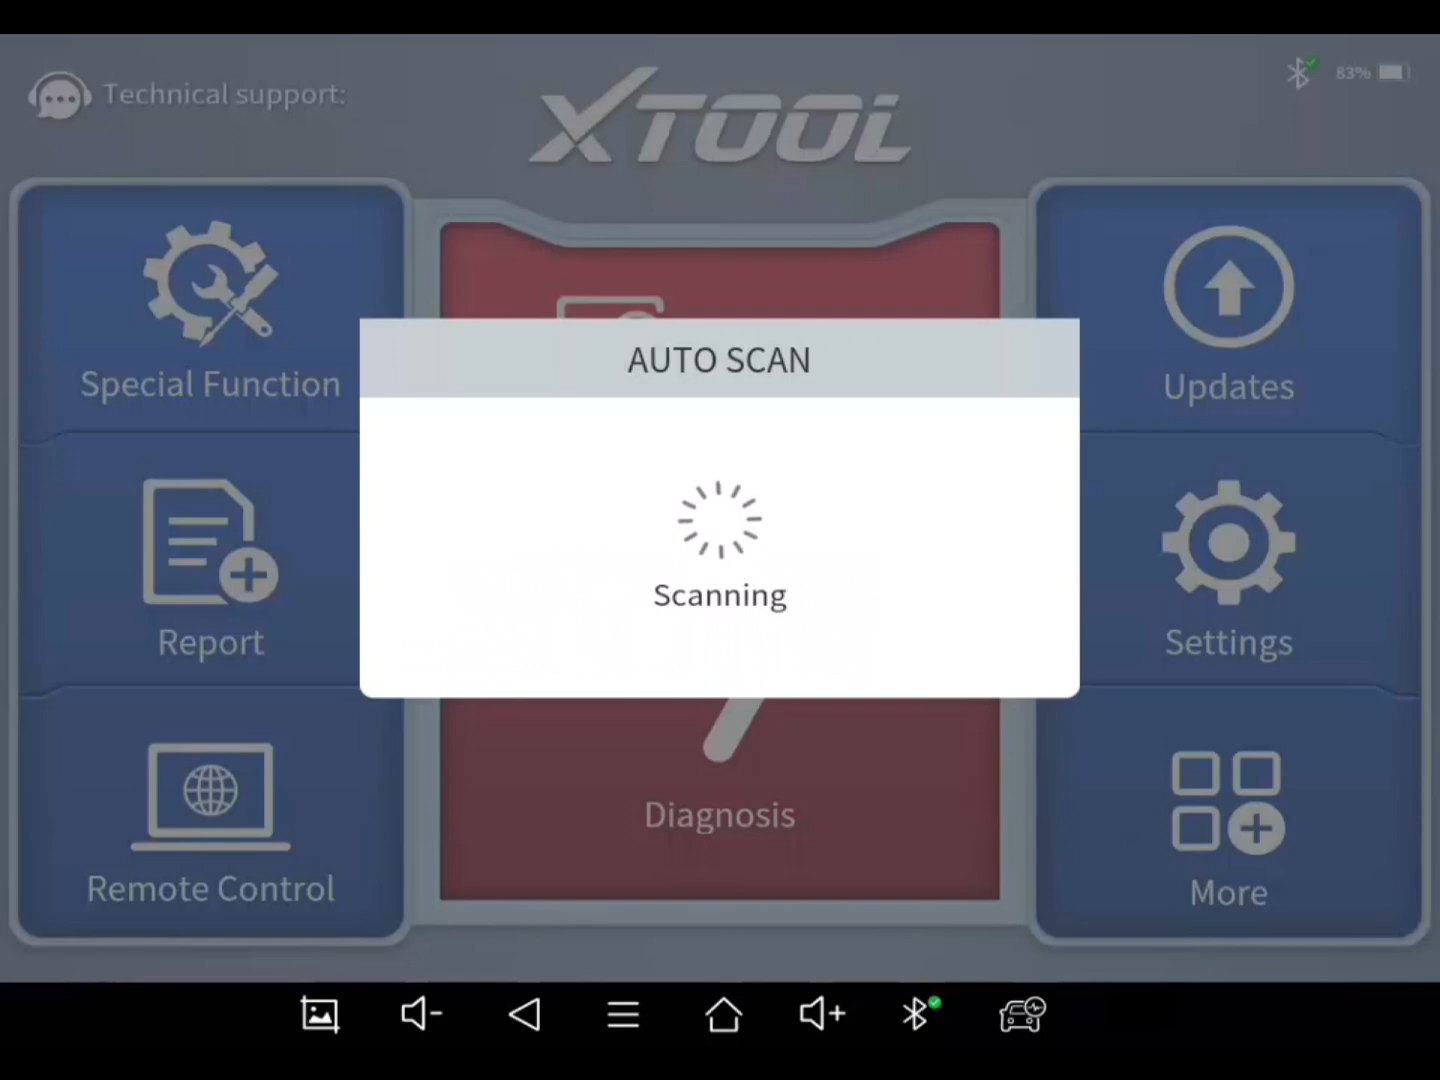 Technical support:
XTOOL
83%
AUTO SCAN
Special Function
Updates
Scanning
Report
Settings
Diagnosis
Remote Control
More